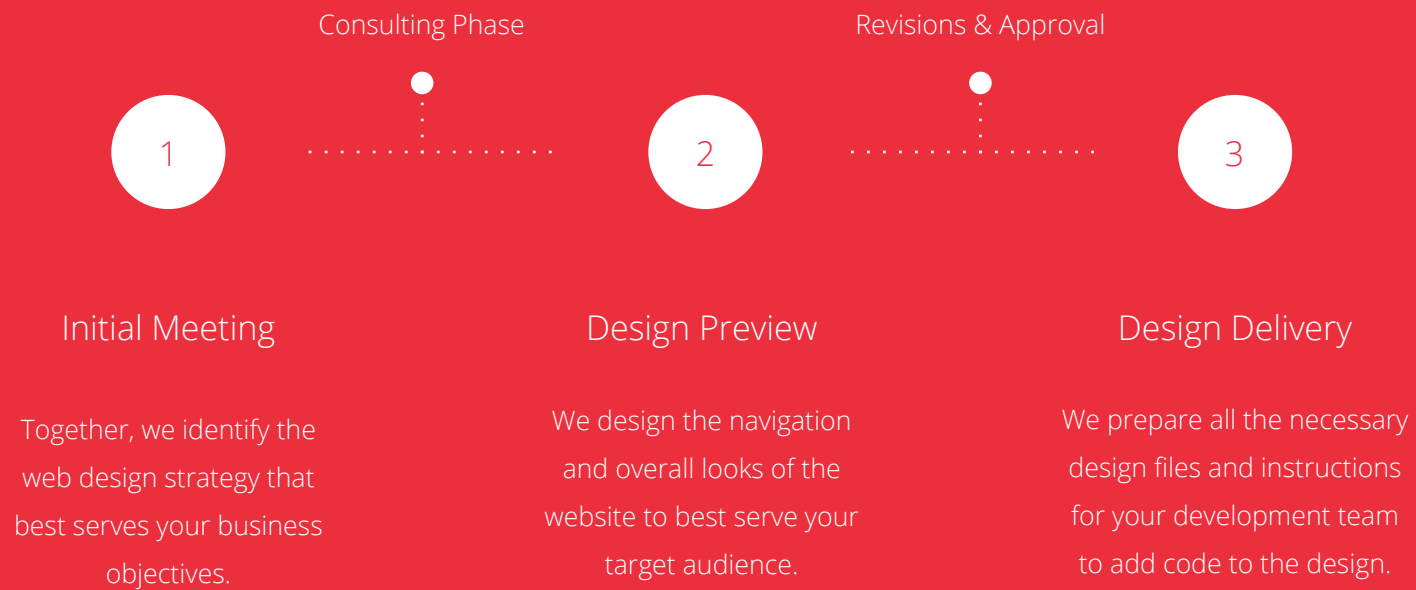 Consulting Phase
Revisions & Approval
1
2
3
Initial Meeting
Together, we identify the
web design strategy that
best serves your business
objectives.
Design Preview
We design the navigation
and overall looks of the
website to best serve your
target audience.
Design Delivery
We prepare all the necessary
design files and instructions
for your development team
to add code to the design.